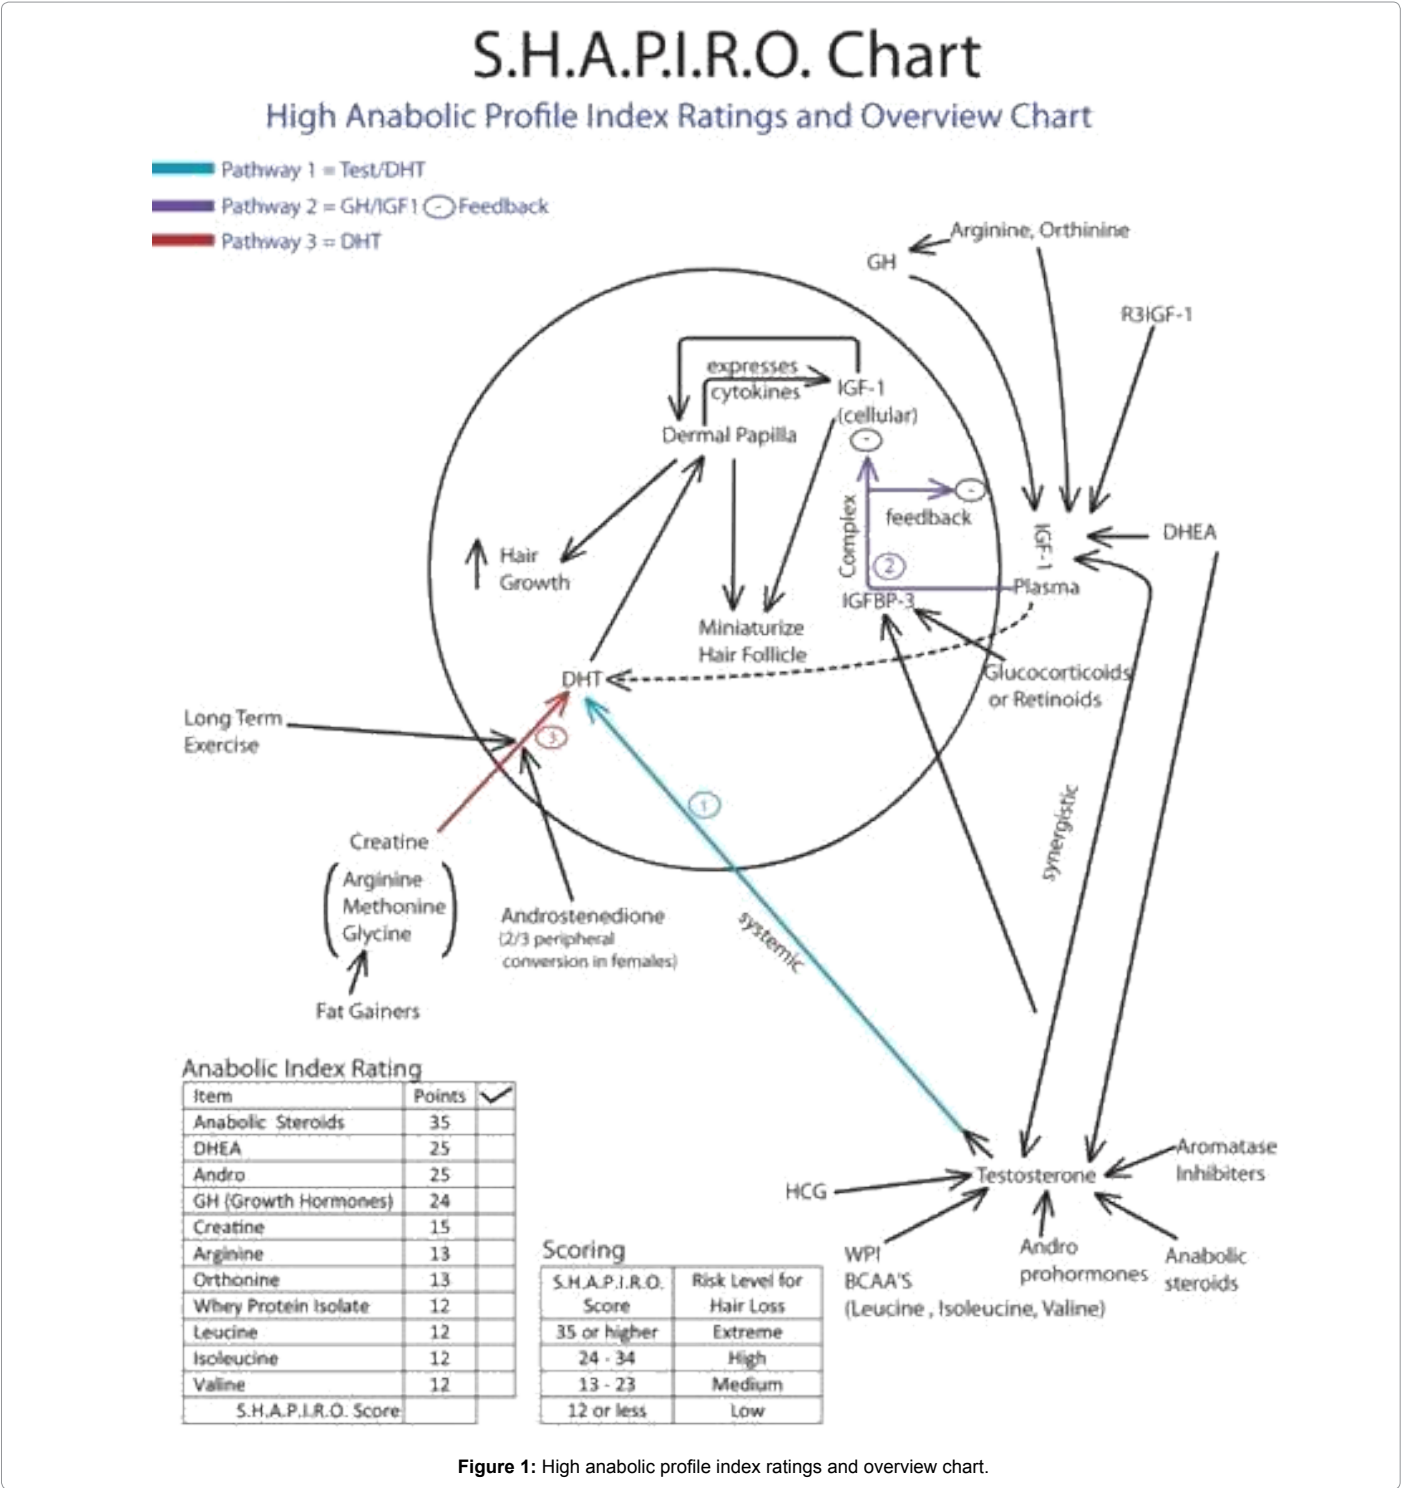 S.H.A.P.I.R.O. Chart
High Anabolic Profile Index Ratings and Overview Chart
Pathway 1 = Test/DHT
Pathway 2 = GH/IGF1 - Feedback
Pathway 3 = DHT
Arginine, Orthinine
GH
R3IGF-1
expresses
cytokines
IGF-1
(cellular)
-
Dermal Papilla
-
feedback
Complex
2
IGFBP-3
IGF-1
Plasma
DHEA
Hair
Growth
Miniaturize
Hair Follicle
DHT
Glucocorticoids
or Retinoids
Long Term
Exercise
3
1
synergistic
systemic
Creatine
Arginine
Methonine
Glycine
Fat Gainers
Androstenedione
(2/3 peripheral
conversion in females)
Testosterone
HCG
Aromatase
Inhibiters
WPI
BCAA'S
(Leucine , Isoleucine, Valine)
Andro
prohormones
Anabolic
steroids
Anabolic Index Rating
Item Points ✓
Anabolic Steroids 35
DHEA 25
Andro 25
GH (Growth Hormones) 24
Creatine 15
Arginine 13
Orthonine 13
Whey Protein Isolate 12
Leucine 12
Isoleucine 12
Valine 12
S.H.A.P.I.R.O. Score
Scoring
S.H.A.P.I.R.O. Risk Level for
Score Hair Loss
35 or higher Extreme
24 - 34 High
13 - 23 Medium
12 or less Low
Figure 1: High anabolic profile index ratings and overview chart.